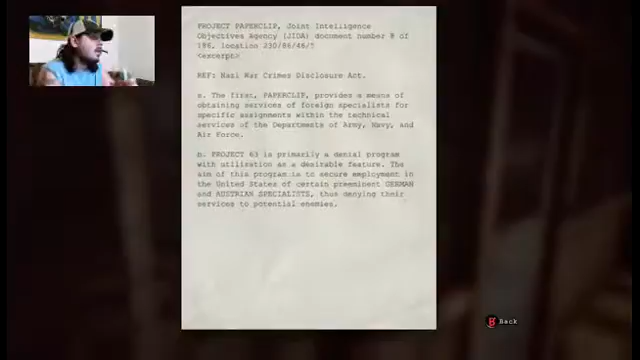 PROJECT PAPERCLIP, Joint Intelligence
Objectives Agency (JIOA) document number 8 of
186, location 230/86/46/5
<excerpt>
REF: Nazi War Crimes Disclosure Act.
a. The first, PAPERCLIP, provides a means of
obtaining services of foreign specialists for
specific assignments within the technical
services of the Departments of Army, Navy, and
Air Force.
b. PROJECT 63 is primarily a denial program
with utilisation as a desirable feature. The
aim of this program is to secure employment in
the United States of certain preeminent GERMAN
and AUSTRIAN SPECIALISTS, thus denying their
services to potential enemies.
B Back